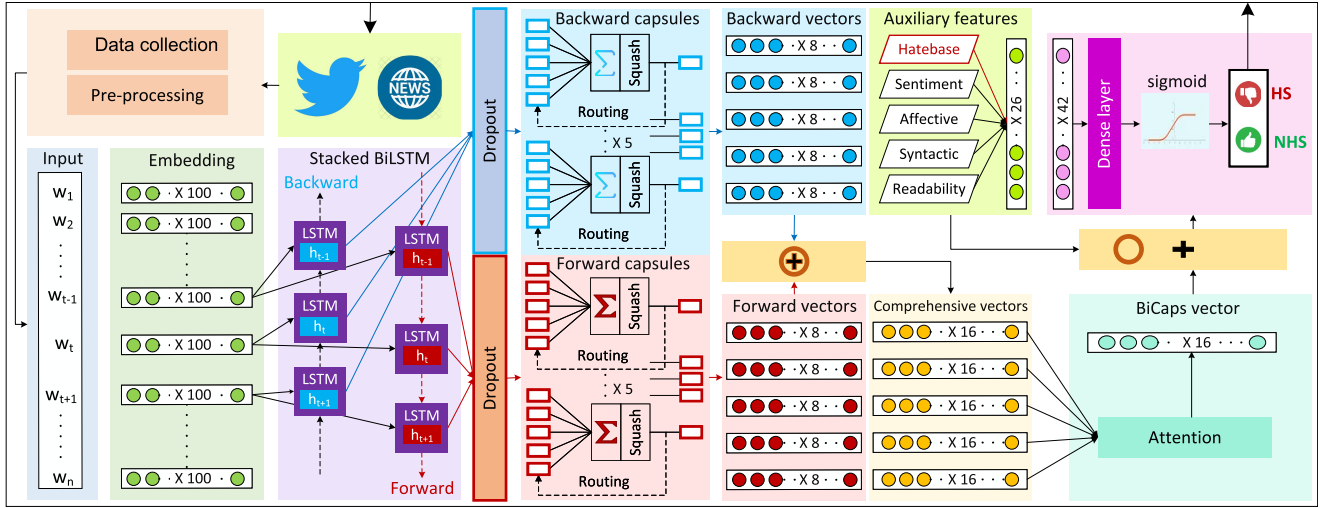 Data collection
Pre-processing
NEWS
Input
w1
w2
wt-1
wt
wt+1
wn
Embedding
· X 100 ·
· X 100 ·
· X 100 ·
· X 100 ·
· X 100 ·
· X 100 ·
Stacked BiLSTM
Backward
LSTM
ht-1
LSTM
ht
LSTM
ht+1
LSTM
ht-1
LSTM
ht
LSTM
ht+1
Forward
Dropout
Dropout
Backward capsules
Σ
Squash
Routing
X 5
Σ
Squash
Routing
Forward capsules
Σ
Squash
Routing
X 5
Σ
Squash
Routing
Backward vectors
· X 8 · ·
· X 8 · ·
· X 8 · ·
· X 8 · ·
· X 8 · ·
+
Forward vectors
· X 8 · ·
· X 8 · ·
· X 8 · ·
· X 8 · ·
· X 8 · ·
Auxiliary features
Hatebase
Sentiment
Affective
Syntactic
Readability
· · X 26 · · ·
Comprehensive vectors
· X 16 · · ·
· X 16 · · ·
· X 16 · · ·
· X 16 · · ·
· X 16 · · ·
· · X 42 · · ·
Dense layer
sigmoid
HS
NHS
+
BiCaps vector
· X 16 · · ·
Attention